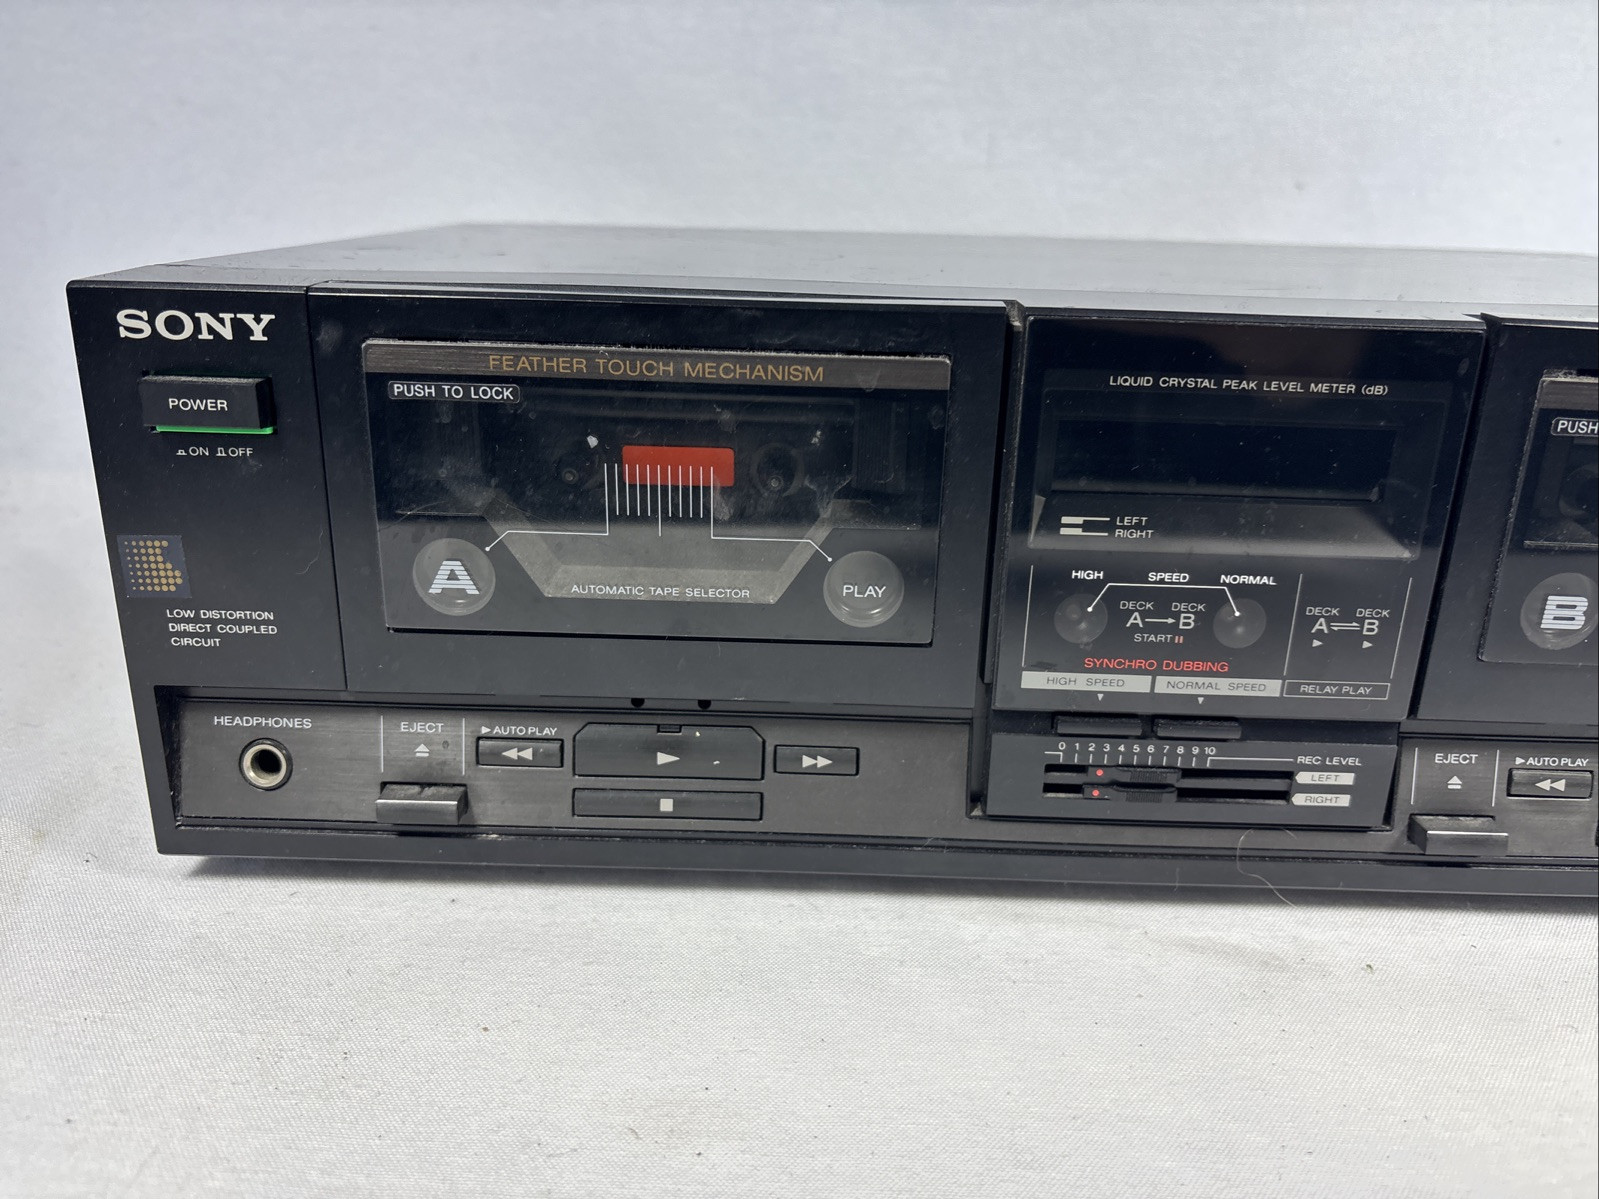 SONY
POWER
ON OFF
LOW DISTORTION
DIRECT COUPLED
CIRCUIT
FEATHER TOUCH MECHANISM
PUSH TO LOCK
A
PLAY
AUTOMATIC TAPE SELECTOR
HEADPHONES
EJECT
AUTO PLAY
LIQUID CRYSTAL PEAK LEVEL METER (dB)
LEFT
RIGHT
HIGH SPEED NORMAL
DECK DECK
A → B
START
SYNCHRO DUBBING
HIGH SPEED
NORMAL SPEED
DECK DECK
A ⇌ B
RELAY PLAY
0 1 2 3 4 5 6 7 8 9 10
REC LEVEL
LEFT
RIGHT
PUSH
B
EJECT
AUTO PLAY